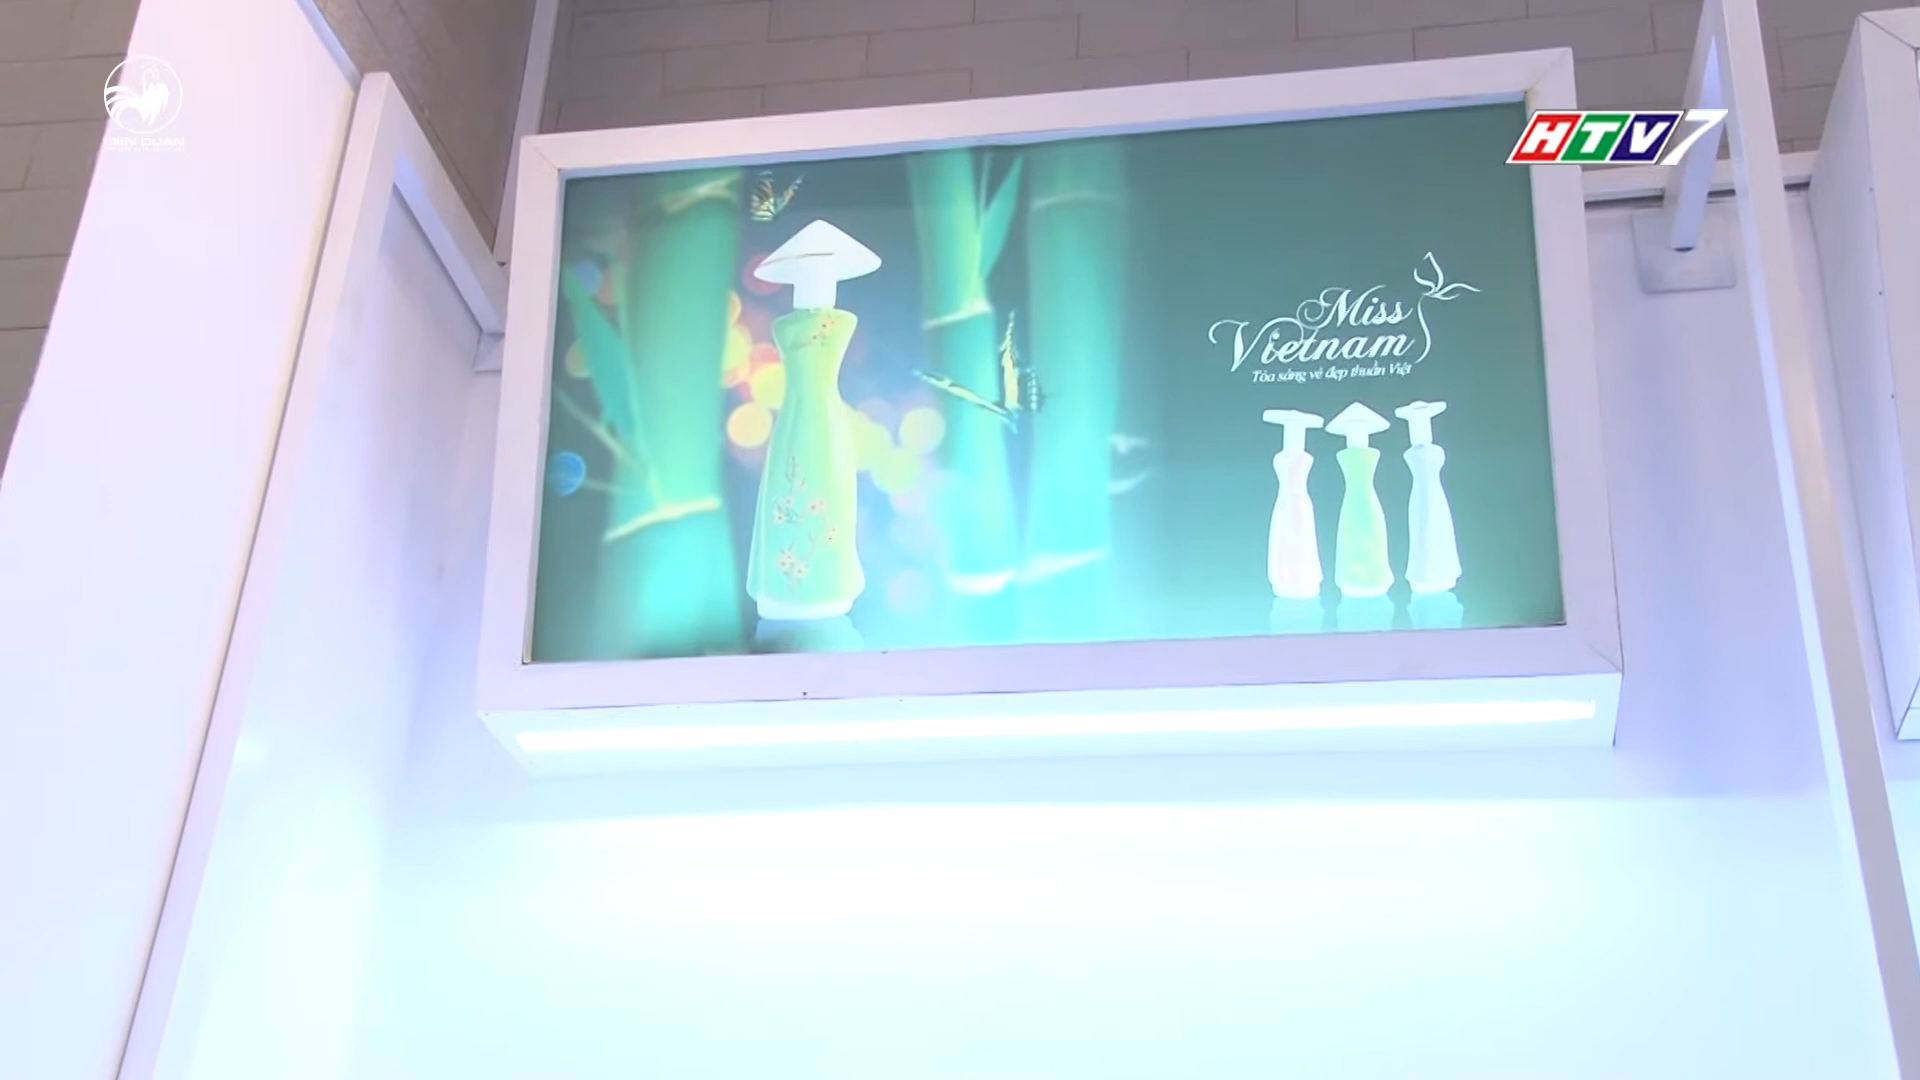 HTV7
Miss
Vietnam
Tỏa sáng vẻ đẹp thuần Việt